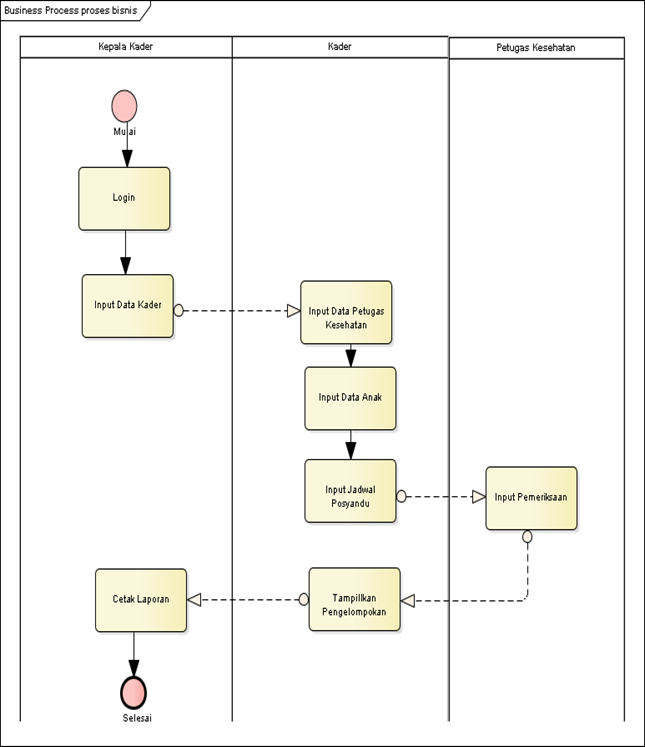 Business Process proses bisnis
Kepala Kader
Kader
Petugas Kesehatan
Mulai
Login
Input Data Kader
Input Data Petugas
Kesehatan
Input Data Anak
Input Jadwal
Posyandu
Input Pemeriksaan
Cetak Laporan
Tampillkan
Pengelompokan
Selesai